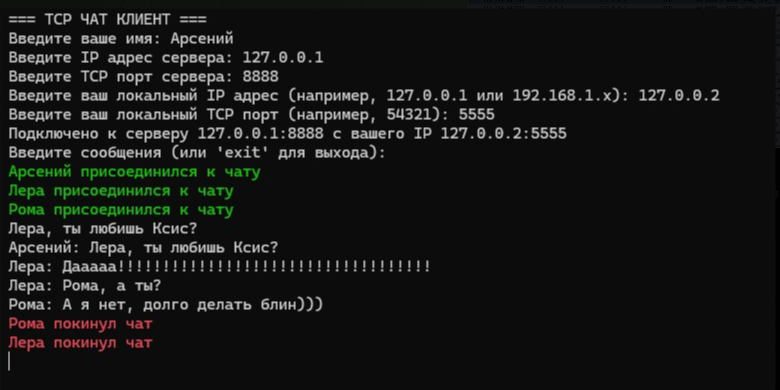 === TCP ЧАТ КЛИЕНТ ===
Введите ваше имя: Арсений
Введите IP адрес сервера: 127.0.0.1
Введите TCP порт сервера: 8888
Введите ваш локальный IP адрес (например, 127.0.0.1 или 192.168.1.x): 127.0.0.2
Введите ваш локальный TCP порт (например, 54321): 5555
Подключено к серверу 127.0.0.1:8888 с вашего IP 127.0.0.2:5555
Введите сообщения (или 'exit' для выхода):
Арсений присоединился к чату
Лера присоединился к чату
Рома присоединился к чату
Лера, ты любишь Ксис?
Арсений: Лера, ты любишь Ксис?
Лера: Дааааа!!!!!!!!!!!!!!!!!!!!!!!!!!!!!!!!!!!
Лера: Рома, а ты?
Рома: А я нет, долго делать блин)))
Рома покинул чат
Лера покинул чат